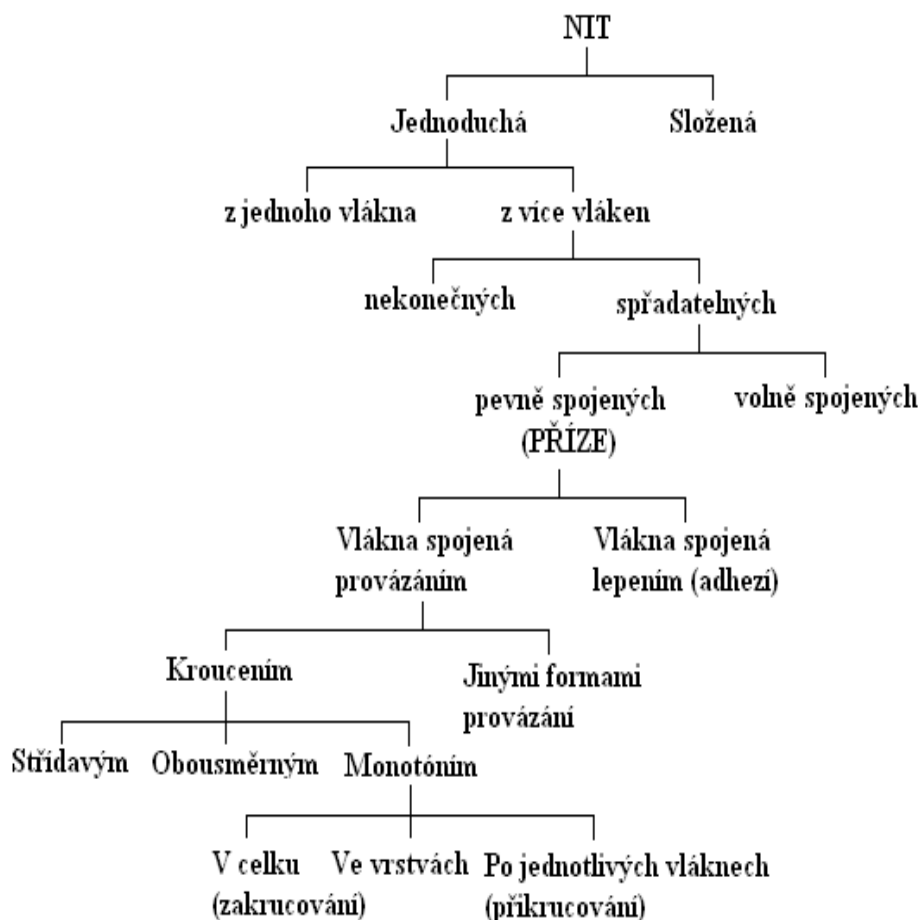 NIT
Jednoduchá
Složená
z jednoho vlákna
z více vláken
nekonečných
spřadatelných
pevně spojených
(PŘÍZE)
volně spojených
Vlákna spojená
provázáním
Vlákna spojená
lepením (adhezí)
Kroucením
Jinými formami
provázání
Střídavým
Obousměrným
Monotóním
V celku
(zakrucování)
Ve vrstvách
Po jednotlivých vláknech
(přikrucování)